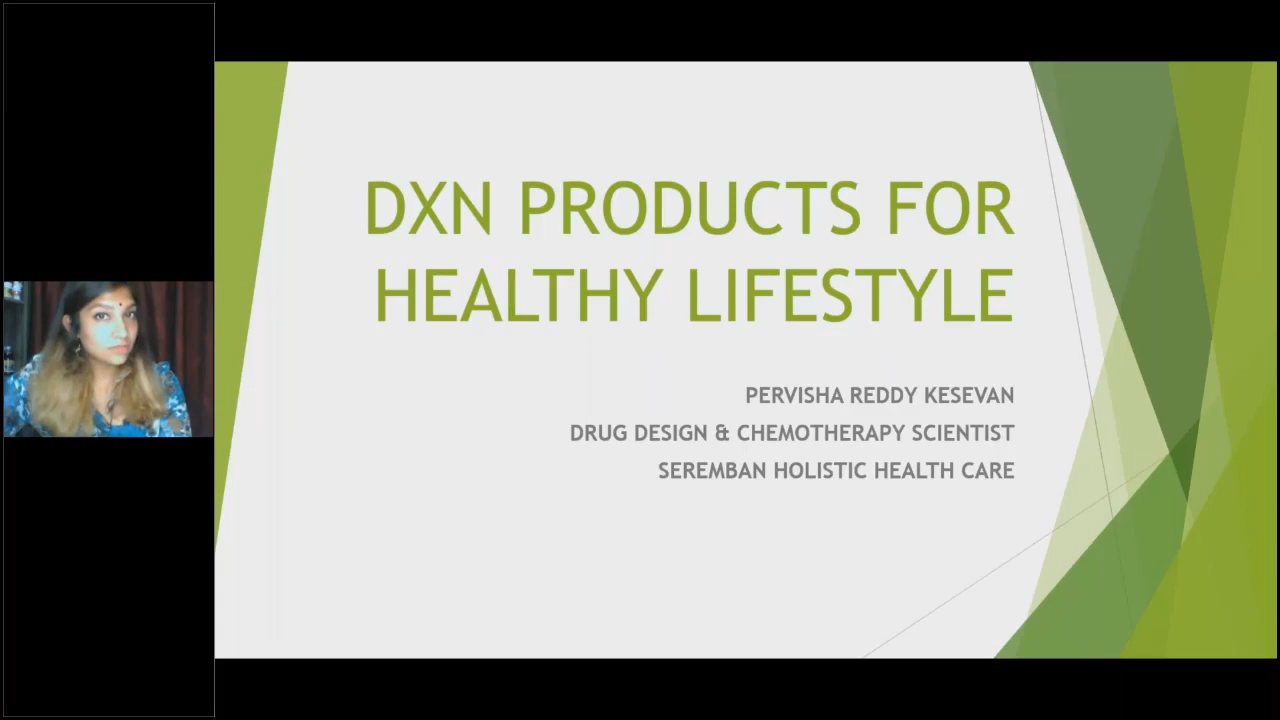 DXN PRODUCTS FOR
HEALTHY LIFESTYLE
PERVISHA REDDY KESEVAN
DRUG DESIGN & CHEMOTHERAPY SCIENTIST
SEREMBAN HOLISTIC HEALTH CARE